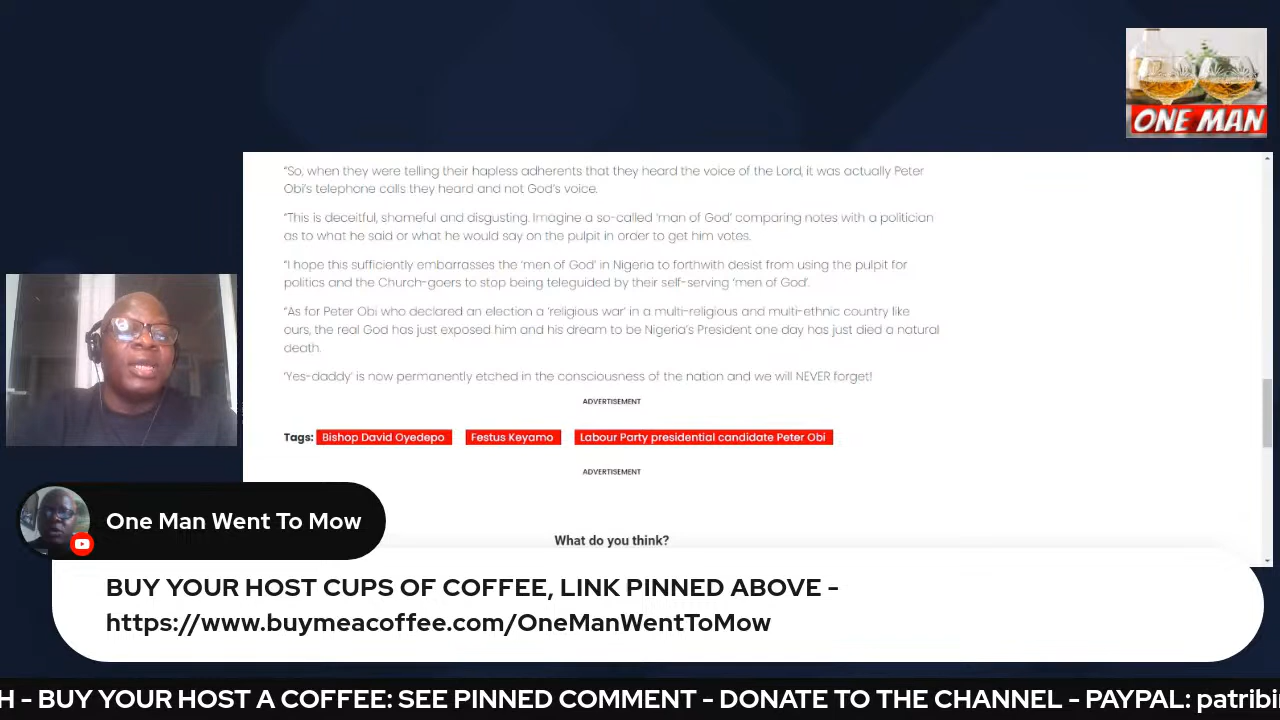 ONE MAN
“So, when they were telling their hapless adherents that they heard the voice of the Lord, it was actually Peter
Obi’s telephone calls they heard and not God’s voice.
“This is deceitful, shameful and disgusting. Imagine a so-called ‘man of God’ comparing notes with a politician
as to what he said or what he would say on the pulpit in order to get him votes.
“I hope this sufficiently embarrasses the ‘men of God’ in Nigeria to forthwith desist from using the pulpit for
politics and the Church-goers to stop being teleguided by their self-serving ‘men of God’.
“As for Peter Obi who declared an election a ‘religious war’ in a multi-religious and multi-ethnic country like
ours, the real God has just exposed him and his dream to be Nigeria’s President one day has just died a natural
death.
‘Yes-daddy’ is now permanently etched in the consciousness of the nation and we will NEVER forget!
ADVERTISEMENT
Tags: Bishop David Oyedepo Festus Keyamo Labour Party presidential candidate Peter Obi
ADVERTISEMENT
What do you think?
One Man Went To Mow
BUY YOUR HOST CUPS OF COFFEE, LINK PINNED ABOVE -
https://www.buymeacoffee.com/OneManWentToMow
H - BUY YOUR HOST A COFFEE: SEE PINNED COMMENT - DONATE TO THE CHANNEL - PAYPAL: patribi